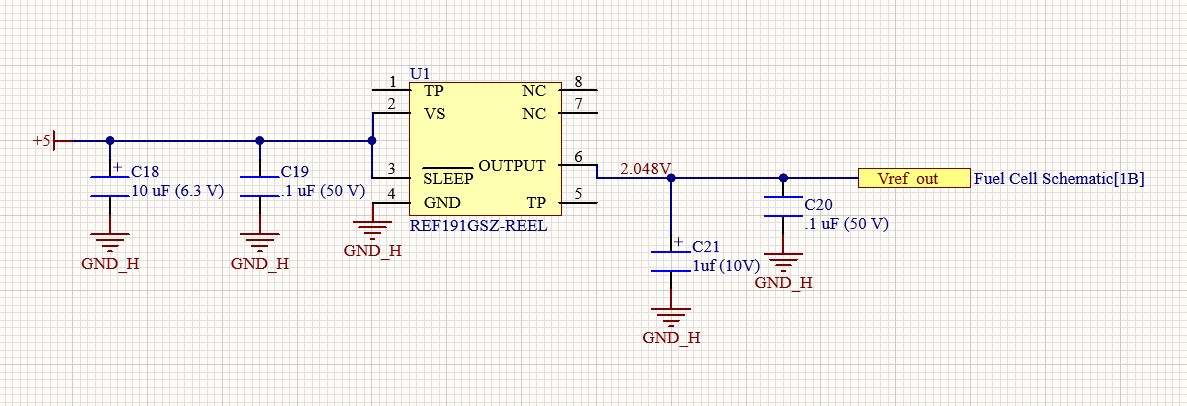 U1
1
TP
NC
8
2
VS
NC
7
+5
+
C18
10 uF (6.3 V)
C19
.1 uF (50 V)
3
SLEEP
OUTPUT
6
2.048V
Vref_out
Fuel Cell Schematic[1B]
4
GND
TP
5
REF191GSZ-REEL
C20
.1 uF (50 V)
+
C21
1uf (10V)
GND_H
GND_H
GND_H
GND_H
GND_H